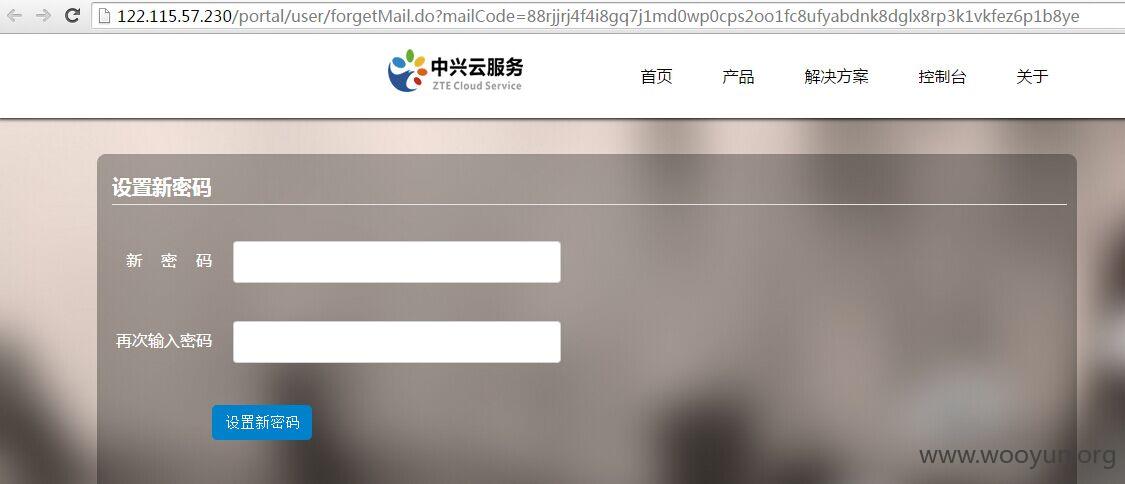 122.115.57.230/portal/user/forgetMail.do?mailCode=88rjjrj4f4i8gq7j1md0wp0cps2oo1fc8ufyabdnk8dglx8rp3k1vkfez6p1b8ye
中兴云服务
ZTE Cloud Service
首页 产品 解决方案 控制台 关于
设置新密码
新 密 码
再次输入密码
设置新密码
www.wooyun.org